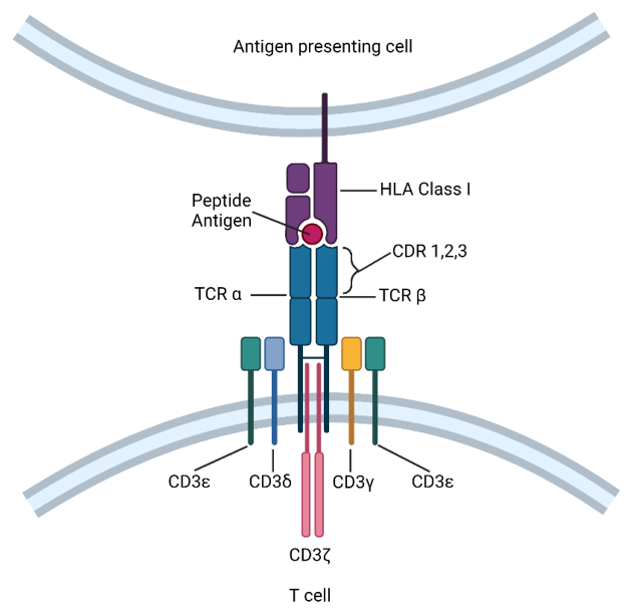 Antigen presenting cell
Peptide
Antigen
HLA Class I
CDR 1,2,3
TCR α
TCR β
CD3ε
CD3δ
CD3γ
CD3ε
CD3ζ
T cell